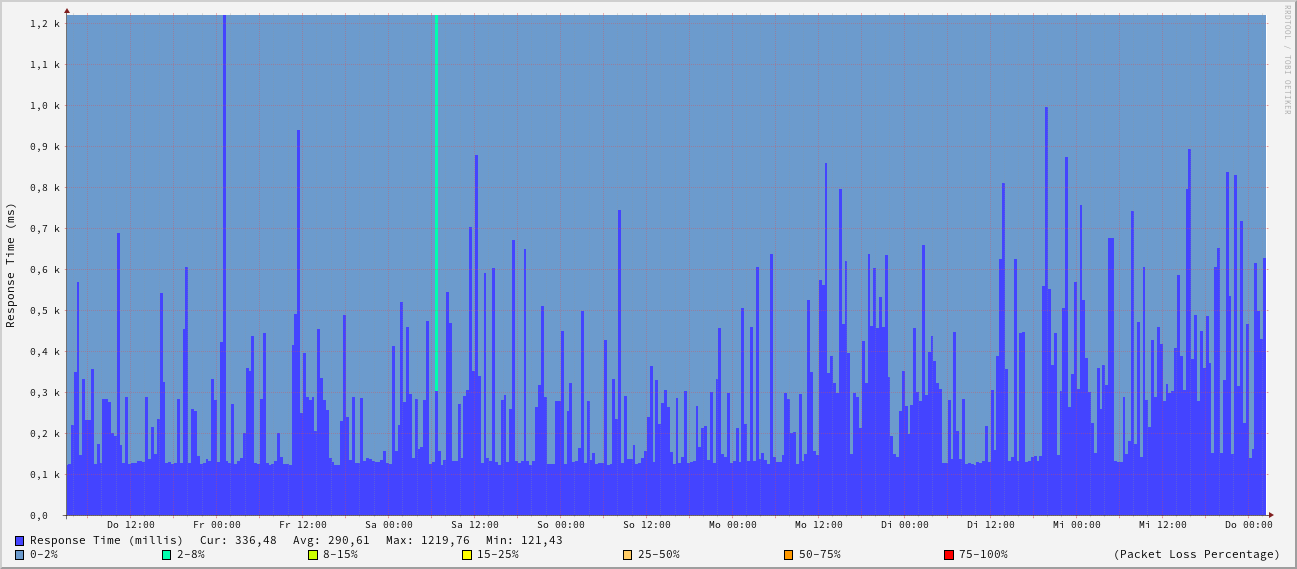 RRDTOOL / TOBI OETIKER
Response Time (ms)
1,2 k
1,1 k
1,0 k
0,9 k
0,8 k
0,7 k
0,6 k
0,5 k
0,4 k
0,3 k
0,2 k
0,1 k
0,0
Do 12:00 Fr 00:00 Fr 12:00 Sa 00:00 Sa 12:00 So 00:00 So 12:00 Mo 00:00 Mo 12:00 Di 00:00 Di 12:00 Mi 00:00 Mi 12:00 Do 00:00
Response Time (millis) Cur: 336,48 Avg: 290,61 Max: 1219,76 Min: 121,43
0-2% 2-8% 8-15% 15-25% 25-50% 50-75% 75-100% (Packet Loss Percentage)